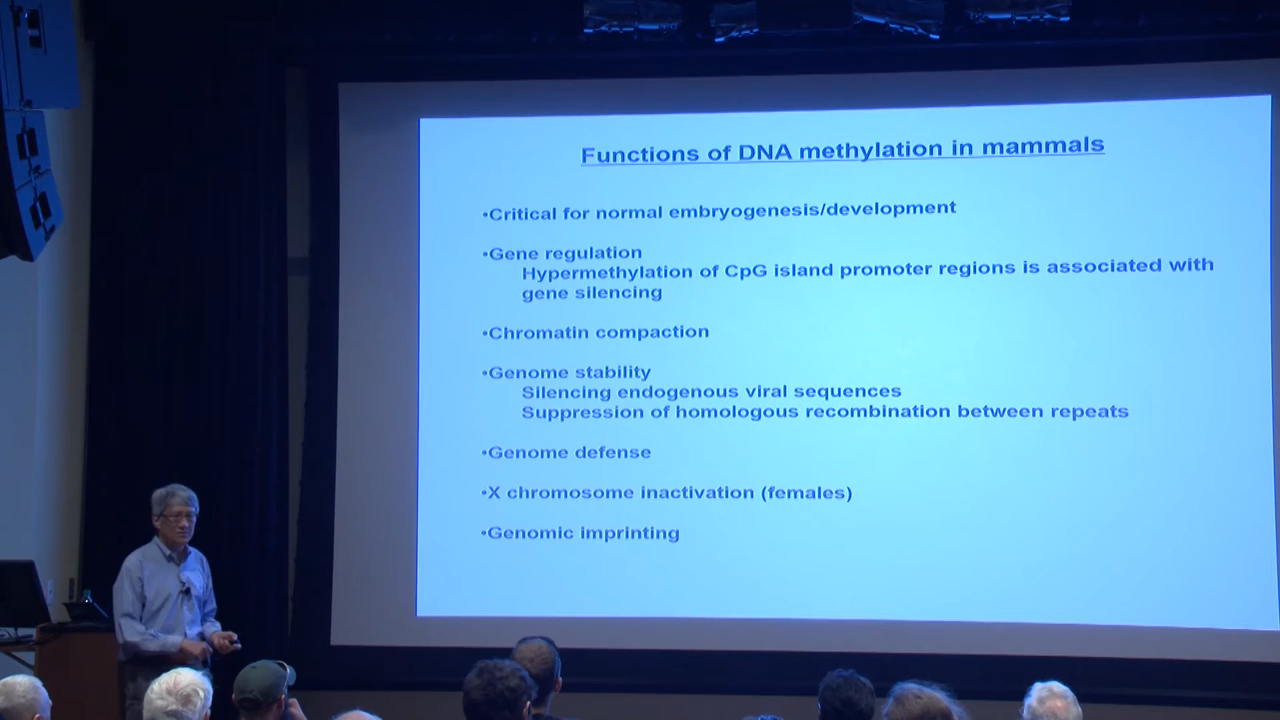 Functions of DNA methylation in mammals
•Critical for normal embryogenesis/development
•Gene regulation
Hypermethylation of CpG island promoter regions is associated with
gene silencing
•Chromatin compaction
•Genome stability
Silencing endogenous viral sequences
Suppression of homologous recombination between repeats
•Genome defense
•X chromosome inactivation (females)
•Genomic imprinting